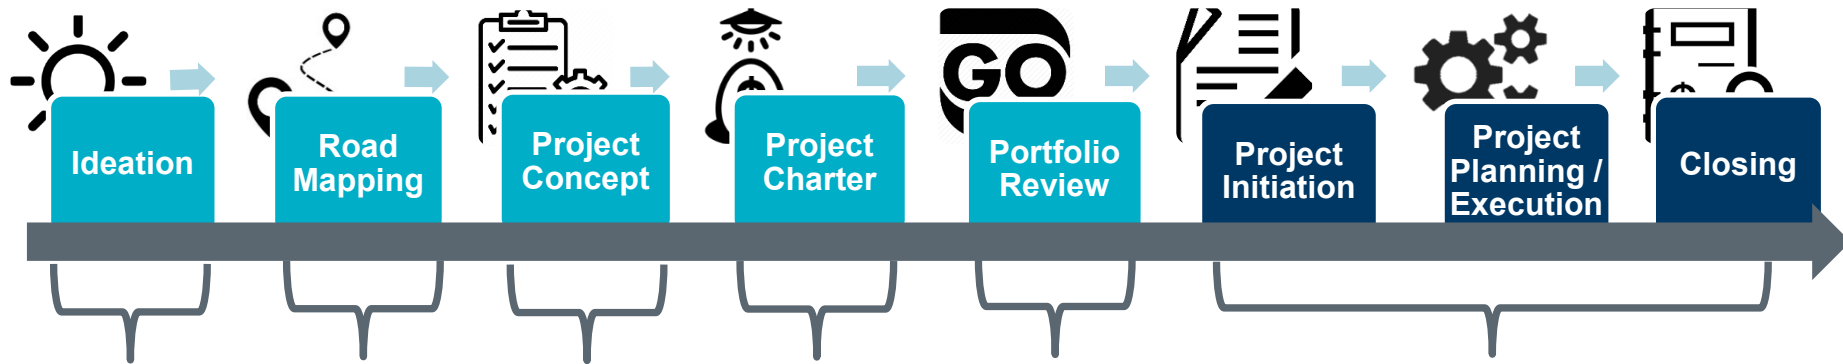 GO
Ideation
Road
Mapping
Project
Concept
Project
Charter
Portfolio
Review
Project
Initiation
Project
Planning /
Execution
Closing